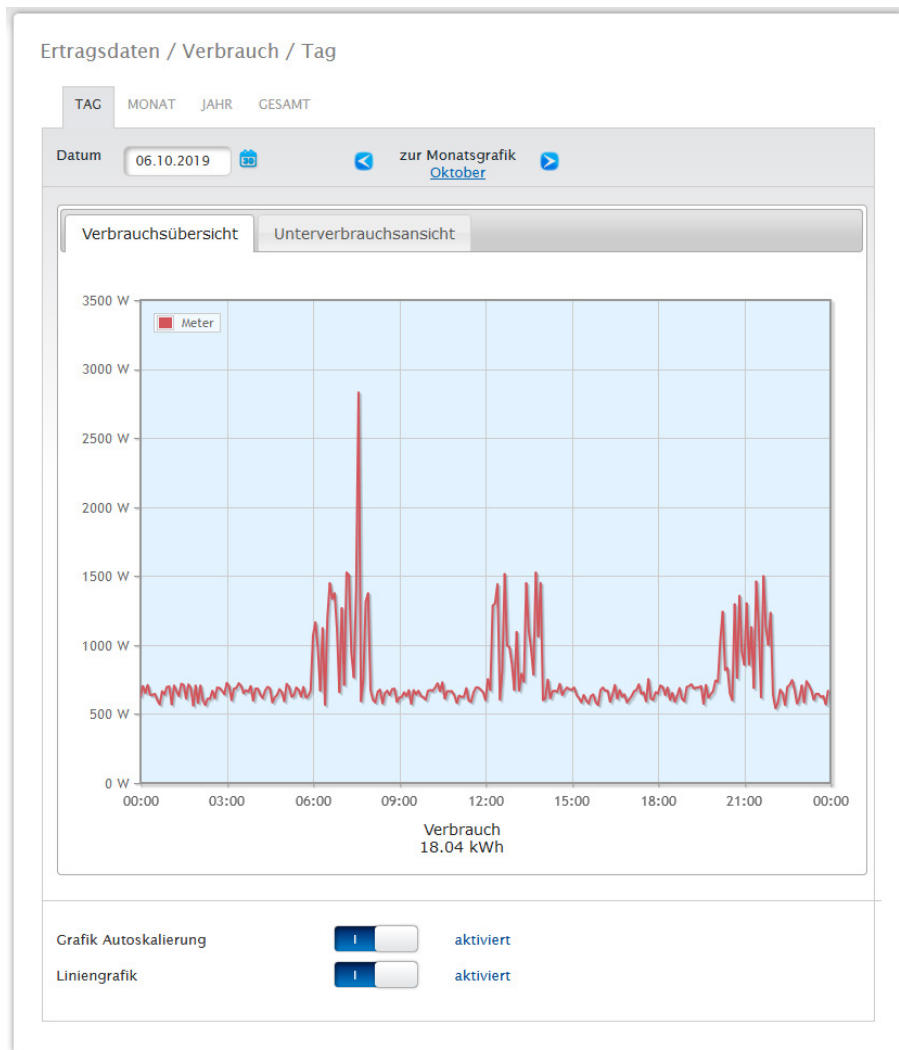 Ertragsdaten / Verbrauch / Tag
TAG MONAT JAHR GESAMT
Datum 06.10.2019 30 zur Monatsgrafik
Oktober
Verbrauchsübersicht Unterverbrauchsansicht
3500 W
Meter
3000 W
2500 W
2000 W
1500 W
1000 W
500 W
0 W
00:00 03:00 06:00 09:00 12:00 15:00 18:00 21:00 00:00
Verbrauch
18.04 kWh
Grafik Autoskalierung I aktiviert
Liniengrafik I aktiviert